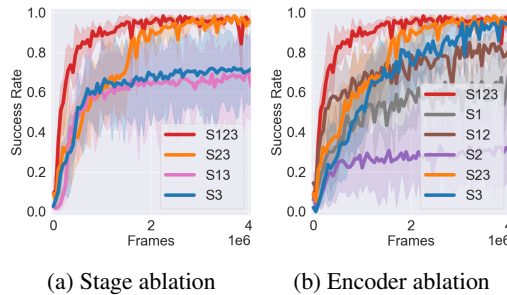 1.0
0.8
0.6
0.4
0.2
0.0
Success Rate
S123
S23
S13
S3
0
2
4
Frames
1e6
(a) Stage ablation
1.0
0.8
0.6
0.4
0.2
0.0
Success Rate
S123
S1
S12
S2
S23
S3
0
2
Frames
1e6
(b) Encoder ablation